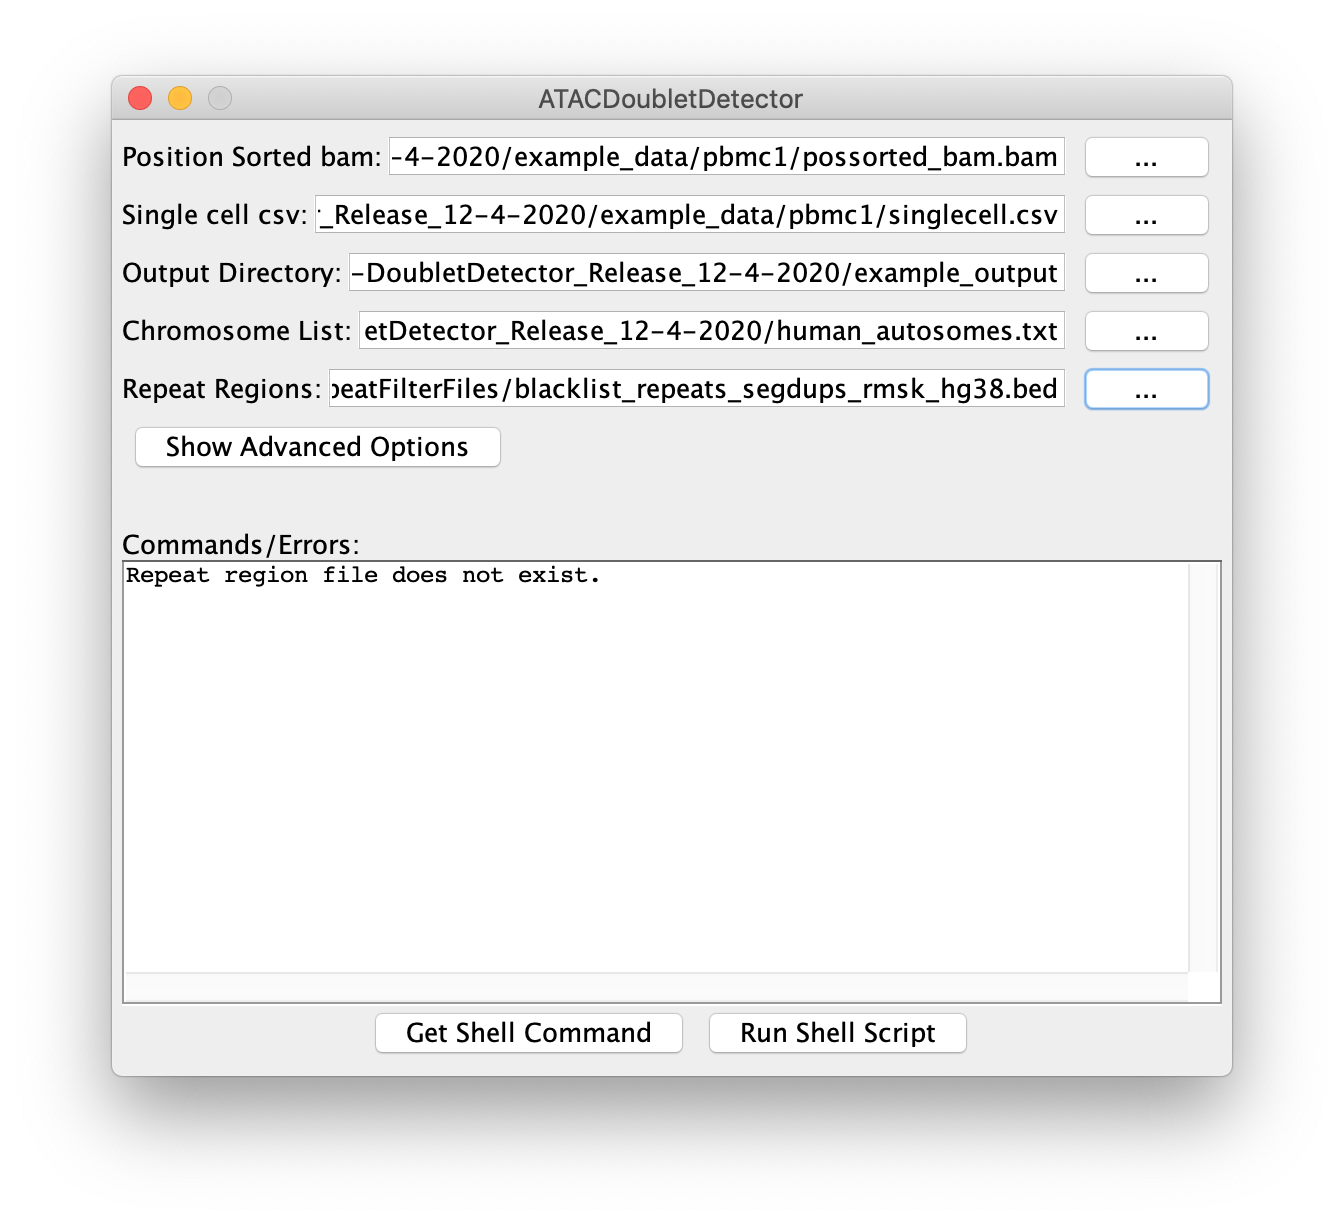 ATACDoubletDetector
Position Sorted bam: -4-2020/example_data/pbmc1/possorted_bam.bam ...
Single cell csv: _Release_12-4-2020/example_data/pbmc1/singlecell.csv ...
Output Directory: -DoubletDetector_Release_12-4-2020/example_output ...
Chromosome List: etDetector_Release_12-4-2020/human_autosomes.txt ...
Repeat Regions: peatFilterFiles/blacklist_repeats_segdups_rmsk_hg38.bed ...
Show Advanced Options
Commands/Errors:
Repeat region file does not exist.
Get Shell Command Run Shell Script